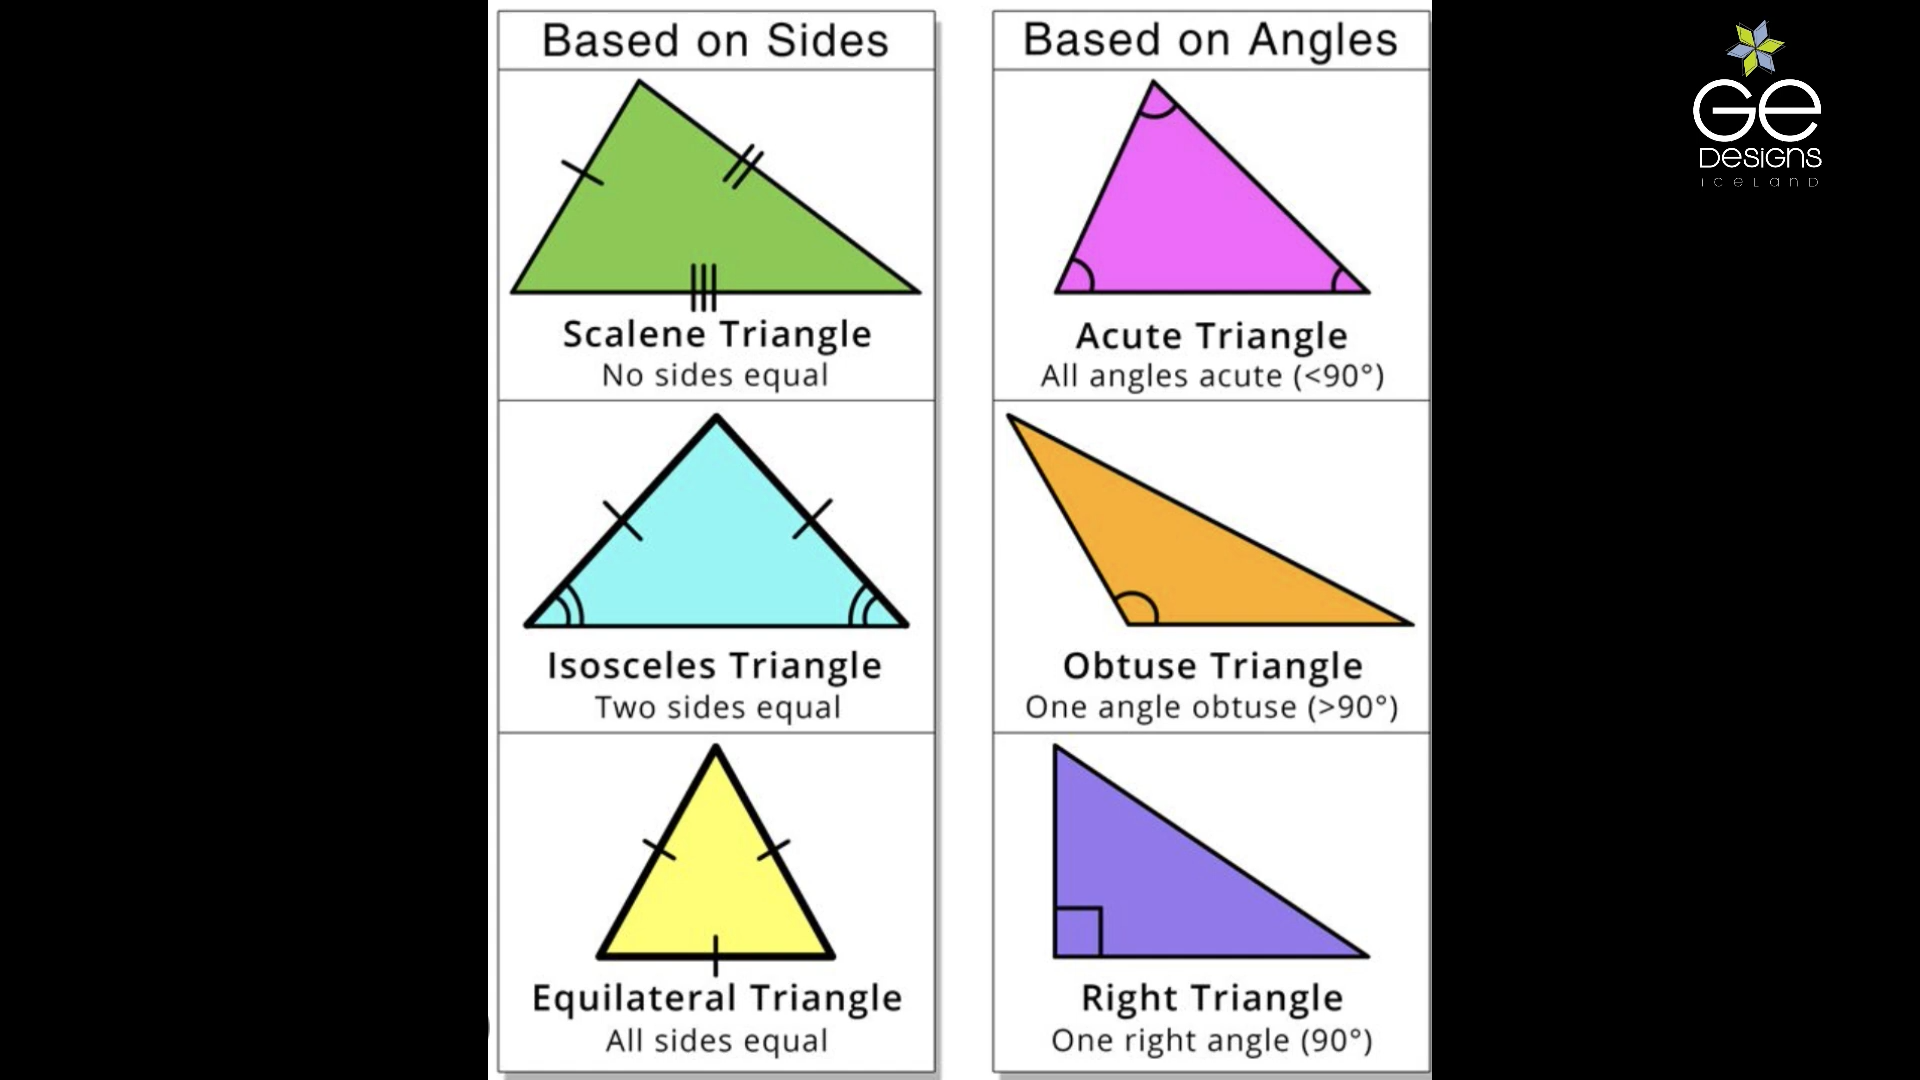 Based on Sides
Scalene Triangle
No sides equal
Isosceles Triangle
Two sides equal
Equilateral Triangle
All sides equal
Based on Angles
Acute Triangle
All angles acute (<90°)
Obtuse Triangle
One angle obtuse (>90°)
Right Triangle
One right angle (90°)
Ge
Designs
Iceland